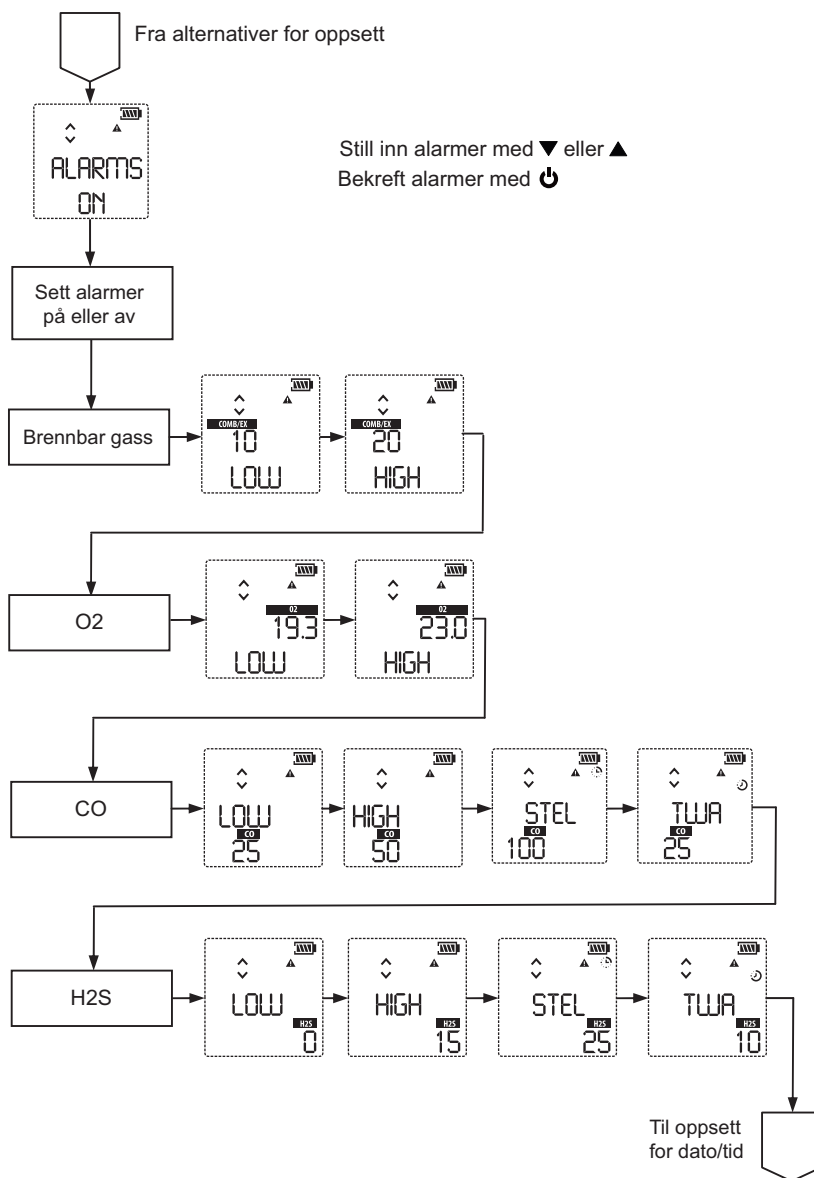 Fra alternativer for oppsett
ALARMS
ON
Still inn alarmer med ▼ eller ▲
Bekreft alarmer med ⏻
Sett alarmer
på eller av
Brennbar gass
COMB/EX
10
LOW
COMB/EX
20
HIGH
O2
O2
19.3
LOW
O2
23.0
HIGH
CO
LOW
CO
25
HIGH
CO
50
STEL
CO
100
TWA
CO
25
H2S
LOW
H2S
0
HIGH
H2S
15
STEL
H2S
25
TWA
H2S
10
Til oppsett
for dato/tid